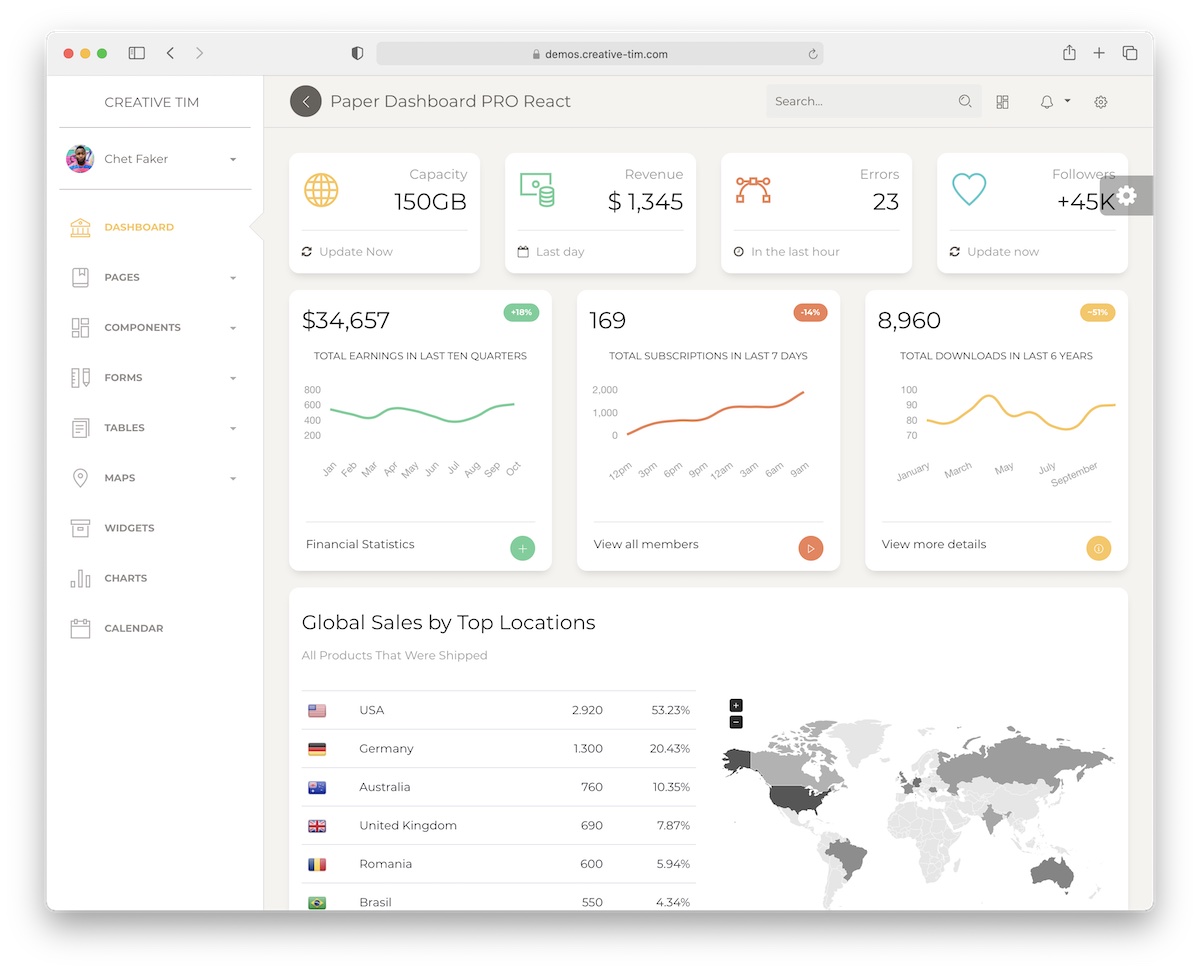 demos.creative-tim.com
CREATIVE TIM
Paper Dashboard PRO React
Search...
Chet Faker
DASHBOARD
PAGES
COMPONENTS
FORMS
TABLES
MAPS
WIDGETS
CHARTS
CALENDAR
Capacity
150GB
Update Now
Revenue
$ 1,345
Last day
Errors
23
In the last hour
Followers
+45K
Update now
$34,657
+18%
TOTAL EARNINGS IN LAST TEN QUARTERS
800
600
400
200
Jan Feb Mar Apr May Jun Jul Aug Sep Oct
Financial Statistics
169
-14%
TOTAL SUBSCRIPTIONS IN LAST 7 DAYS
2,000
1,000
0
12pm 3pm 6pm 9pm 12am 3am 6am 9am
View all members
8,960
~51%
TOTAL DOWNLOADS IN LAST 6 YEARS
100
90
80
70
January March May July September
View more details
Global Sales by Top Locations
All Products That Were Shipped
USA 2.920 53.23%
Germany 1.300 20.43%
Australia 760 10.35%
United Kingdom 690 7.87%
Romania 600 5.94%
Brasil 550 4.34%
+
−